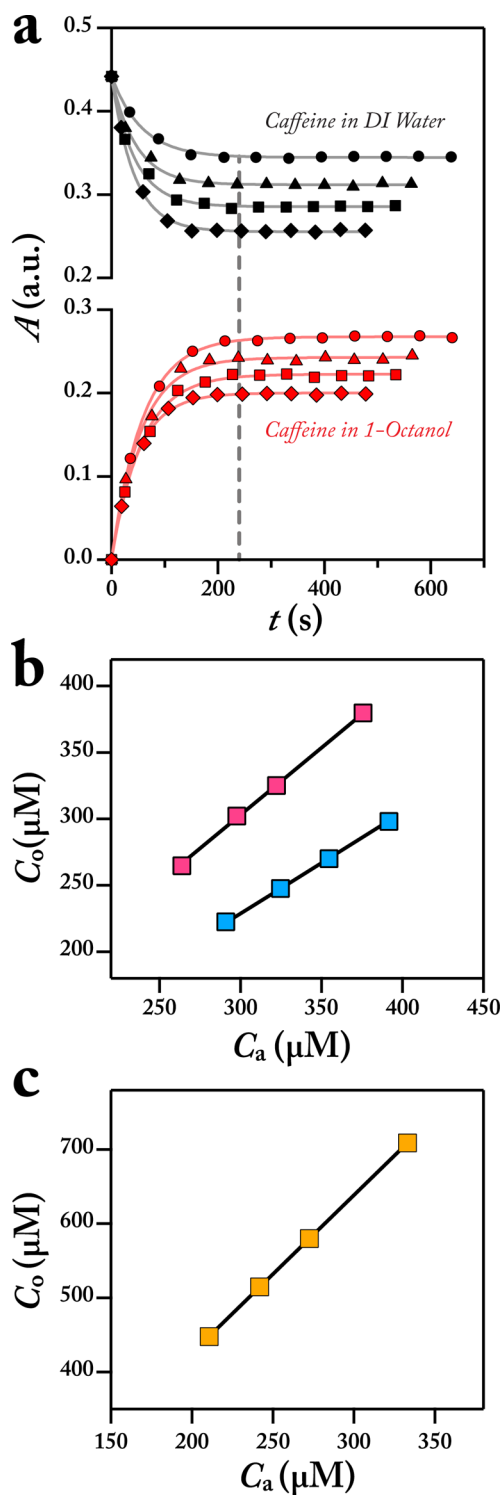 a
0.5
0.4
0.3
0.2
0.3
0.2
0.1
0.0
A (a.u.)
Caffeine in DI Water
Caffeine in 1-Octanol
0
200
400
600
t (s)
b
400
350
300
250
200
Co(μM)
250
300
350
400
450
Ca (μM)
c
700
600
500
400
Co (μM)
150
200
250
300
350
Ca (μM)